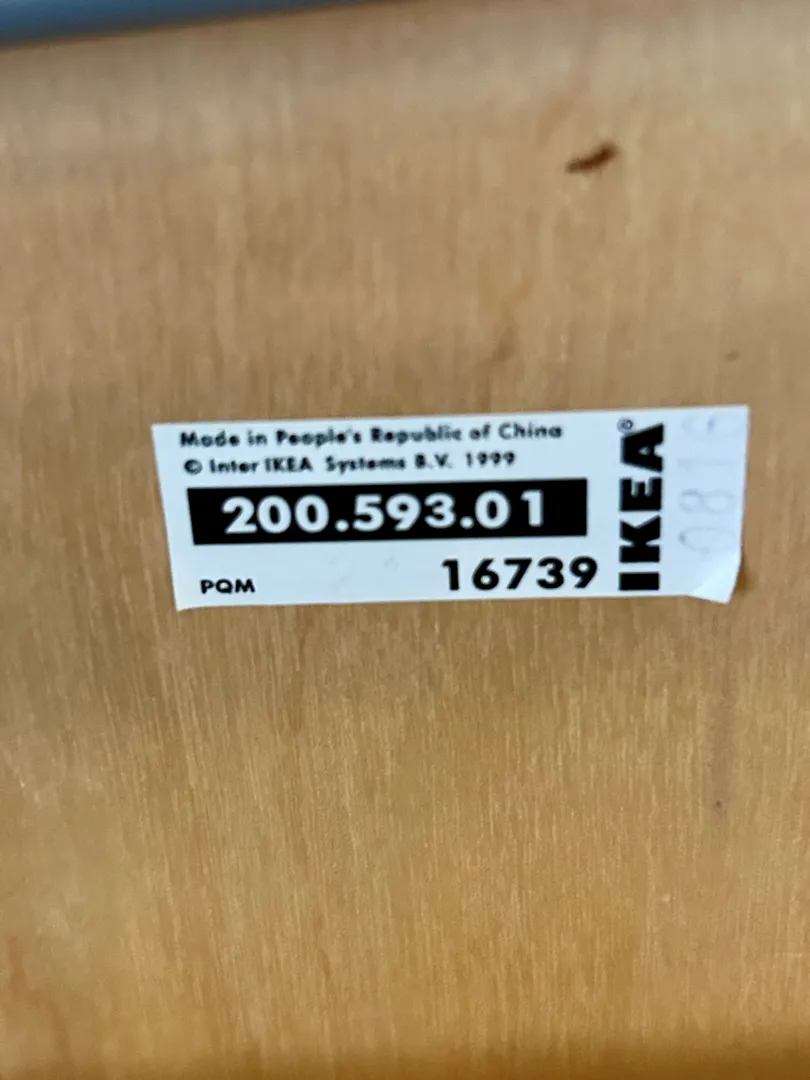 Made in People's Republic of China
© Inter IKEA Systems B.V. 1999
200.593.01
PQM 16739
IKEA®